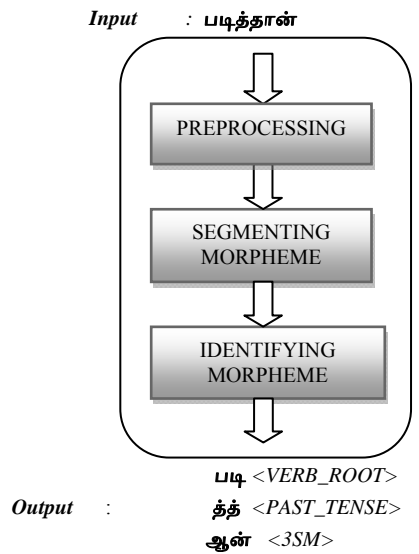 Input : படித்தான்
PREPROCESSING
SEGMENTING
MORPHEME
IDENTIFYING
MORPHEME
படி <VERB_ROOT>
Output : த்த் <PAST_TENSE>
ஆன் <3SM>